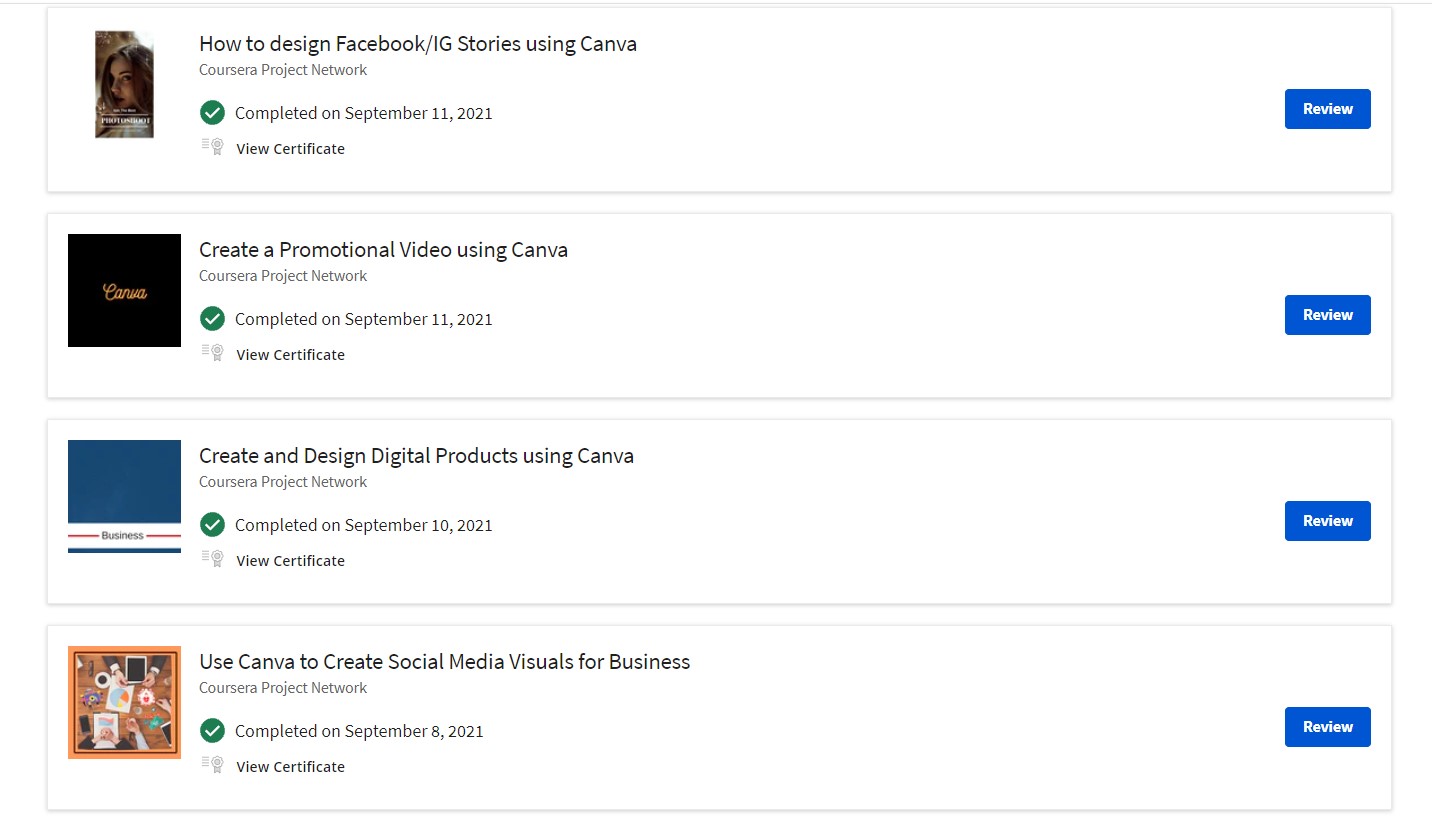 How to design Facebook/IG Stories using Canva
Coursera Project Network
PHOTOSHOOT
Completed on September 11, 2021
View Certificate
Review
Create a Promotional Video using Canva
Coursera Project Network
Canva
Completed on September 11, 2021
View Certificate
Review
Create and Design Digital Products using Canva
Coursera Project Network
Business
Completed on September 10, 2021
View Certificate
Review
Use Canva to Create Social Media Visuals for Business
Coursera Project Network
Completed on September 8, 2021
View Certificate
Review